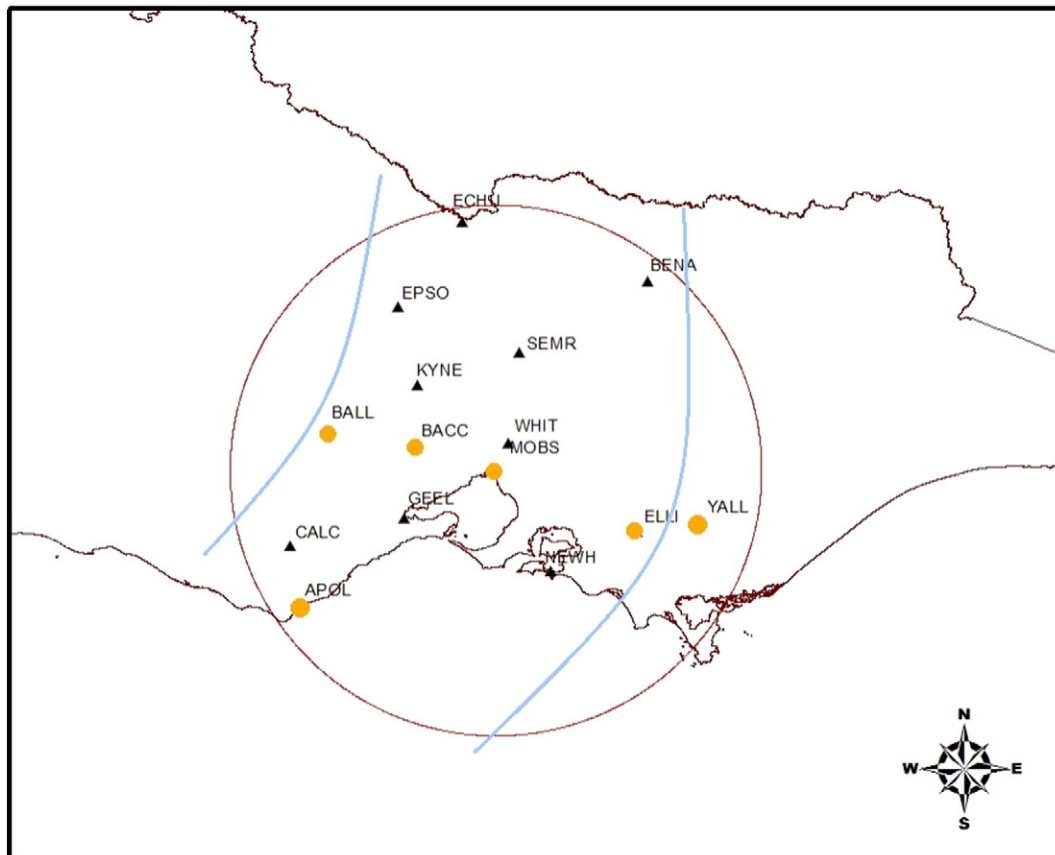 ECHU
BENA
EPSO
SEMR
KYNE
BALL
BACC
WHIT
MOBS
GEEL
ELLI
YALL
CALC
NEWH
APOL
N
W
E
S